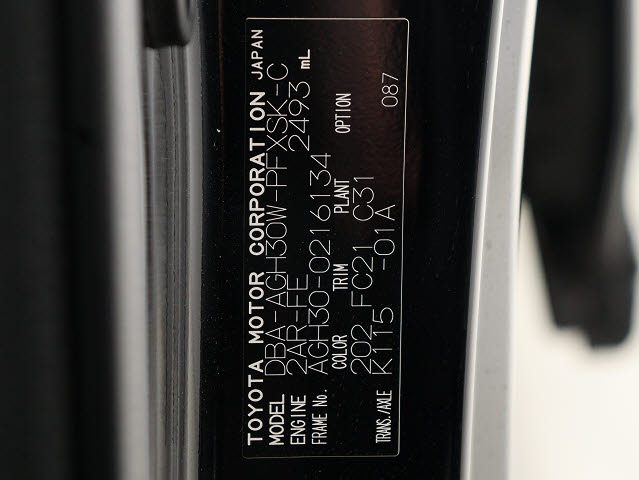 TOYOTA MOTOR CORPORATION JAPAN
MODEL DBA-AGH30W-PFXSK-C
ENGINE 2AR-FE 2493 mL
FRAME No. AGH30-0216134
COLOR TRIM PLANT OPTION
202 FC21 C31 087
TRANS./AXLE K115 -01A